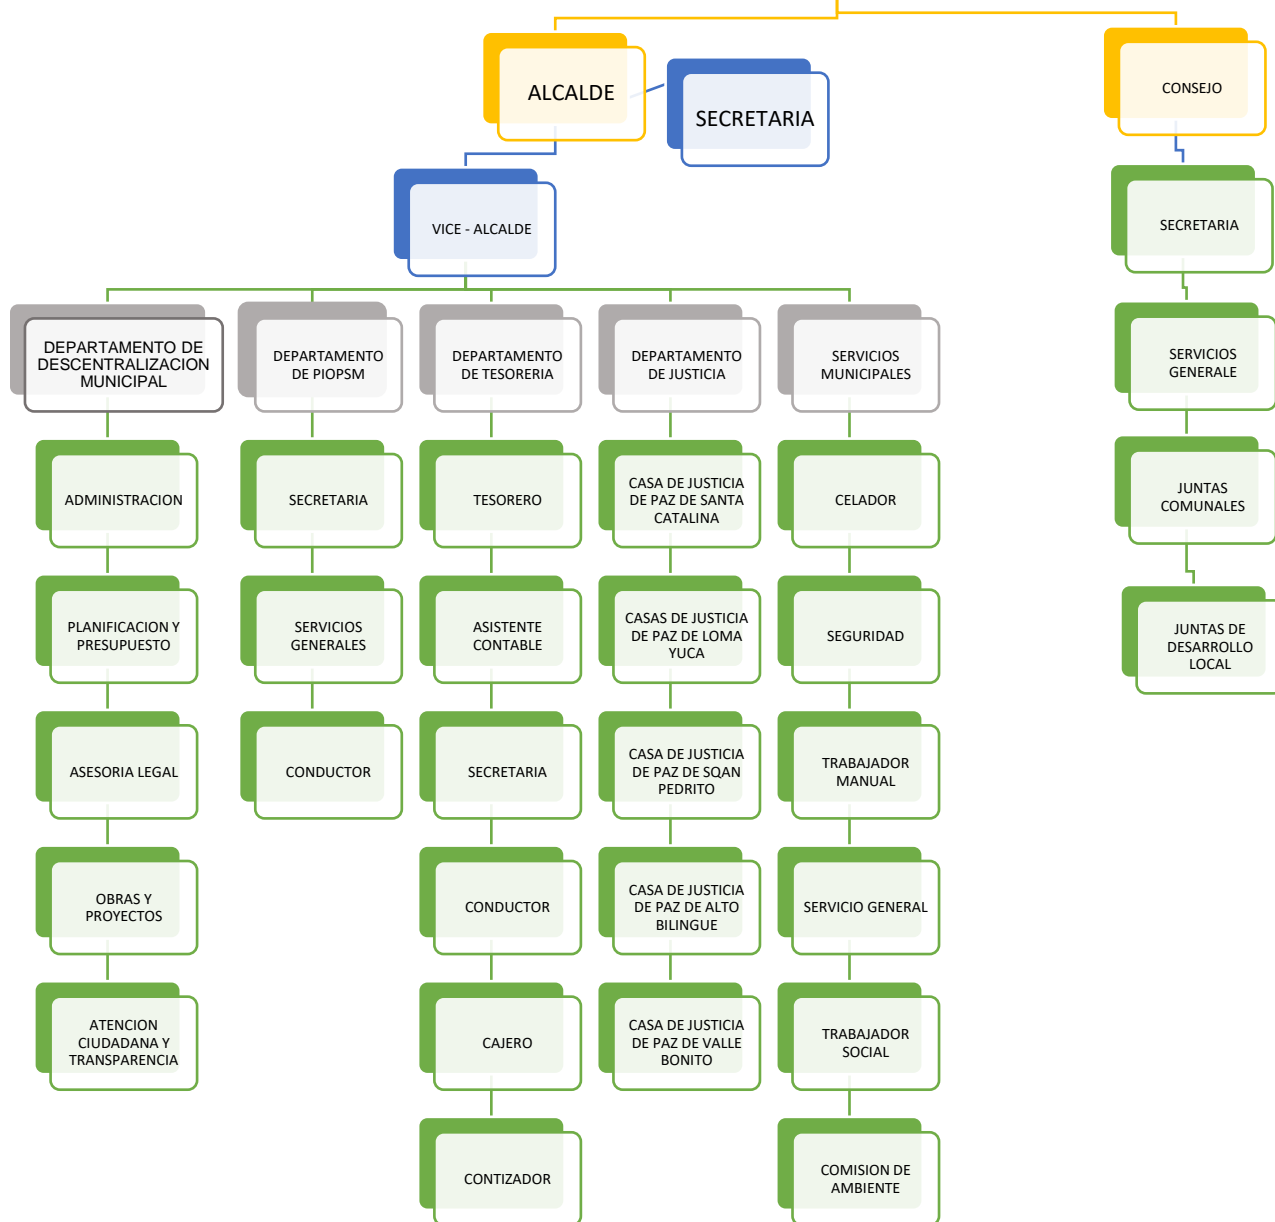 ALCALDE
SECRETARIA
CONSEJO
VICE - ALCALDE
SECRETARIA
DEPARTAMENTO DE
DESCENTRALIZACION
MUNICIPAL
DEPARTAMENTO
DE PIOPSM
DEPARTAMENTO
DE TESORERIA
DEPARTAMENTO
DE JUSTICIA
SERVICIOS
MUNICIPALES
SERVICIOS
GENERALE
ADMINISTRACION
SECRETARIA
TESORERO
CASA DE JUSTICIA
DE PAZ DE SANTA
CATALINA
CELADOR
JUNTAS
COMUNALES
PLANIFICACION Y
PRESUPUESTO
SERVICIOS
GENERALES
ASISTENTE
CONTABLE
CASAS DE JUSTICIA
DE PAZ DE LOMA
YUCA
SEGURIDAD
JUNTAS DE
DESARROLLO
LOCAL
ASESORIA LEGAL
CONDUCTOR
SECRETARIA
CASA DE JUSTICIA
DE PAZ DE SQAN
PEDRITO
TRABAJADOR
MANUAL
OBRAS Y
PROYECTOS
CONDUCTOR
CASA DE JUSTICIA
DE PAZ DE ALTO
BILINGUE
SERVICIO GENERAL
ATENCION
CIUDADANA Y
TRANSPARENCIA
CAJERO
CASA DE JUSTICIA
DE PAZ DE VALLE
BONITO
TRABAJADOR
SOCIAL
CONTIZADOR
COMISION DE
AMBIENTE